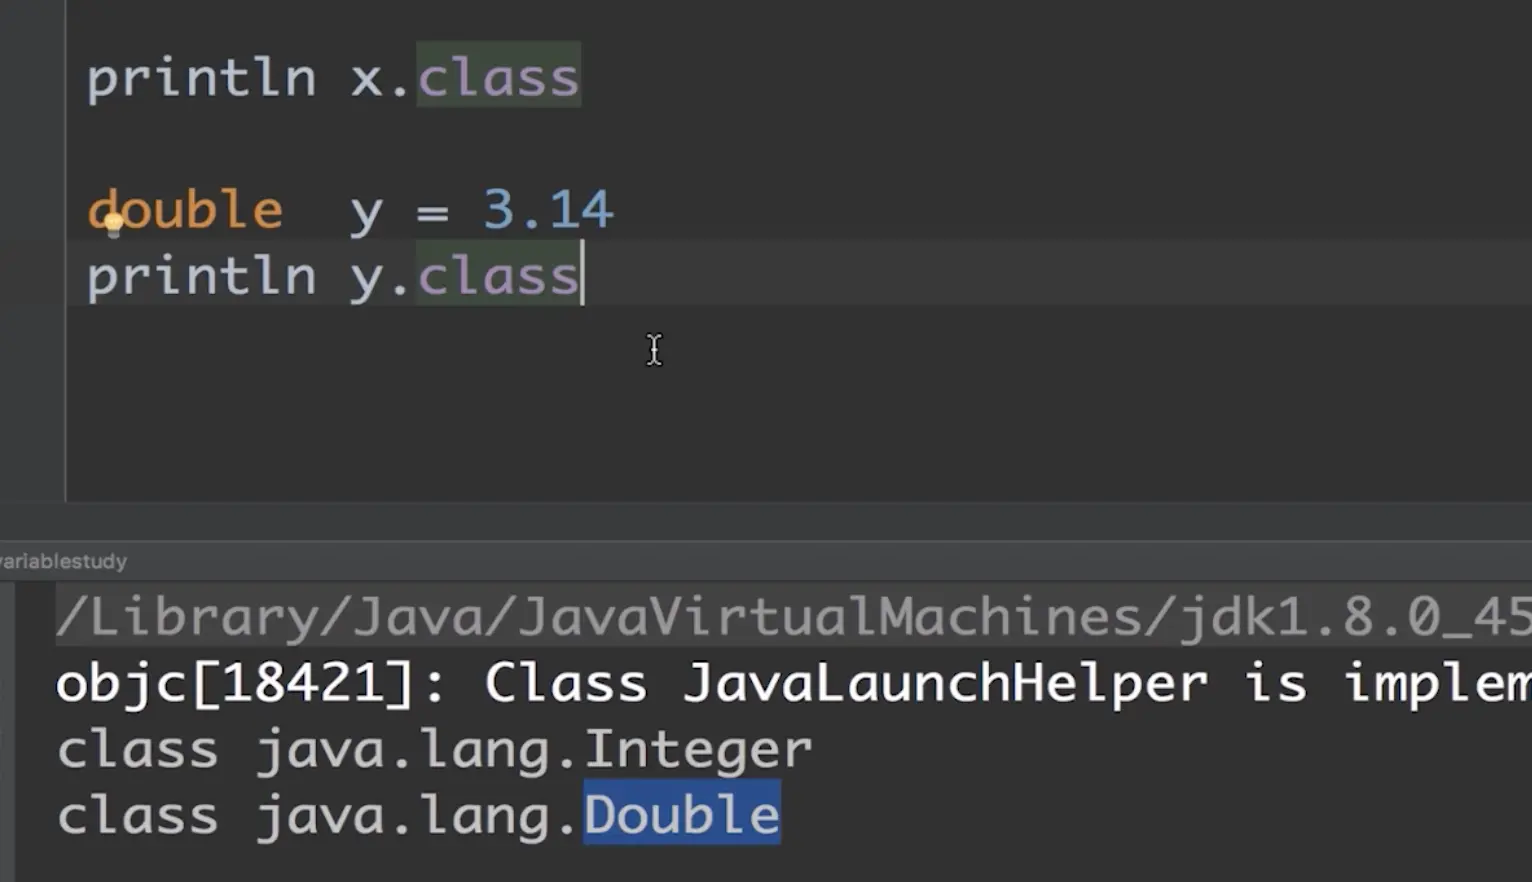 println x.class
double  y = 3.14
println y.class
variablestudy
/Library/Java/JavaVirtualMachines/jdk1.8.0_45
objc[18421]: Class JavaLaunchHelper is implem
class java.lang.Integer
class java.lang.Double